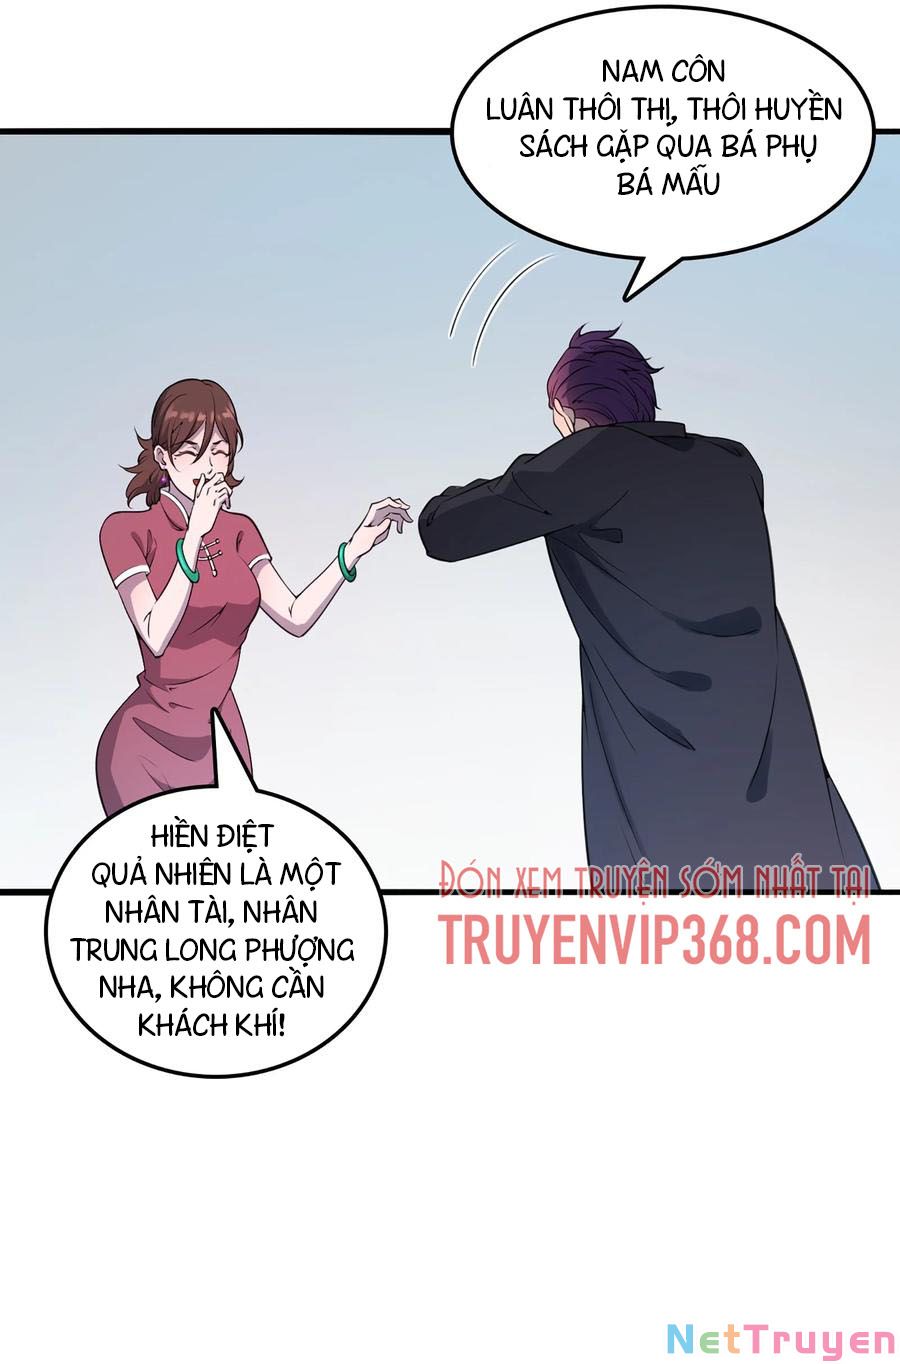 NAM CÔN
LUÂN THÔI THỊ, THÔI HUYỀN
SÁCH GẶP QUA BÁ PHỤ
BÁ MẪU
HIỀN ĐIỆT
QUẢ NHIÊN LÀ MỘT
NHÂN TÀI, NHÂN
TRUNG LONG PHƯỢNG
NHA, KHÔNG CẦN
KHÁCH KHÍ!
ĐÓN XEM TRUYỆN SỚM NHẤT TẠI
TRUYENVIP368.COM
NetTruyen